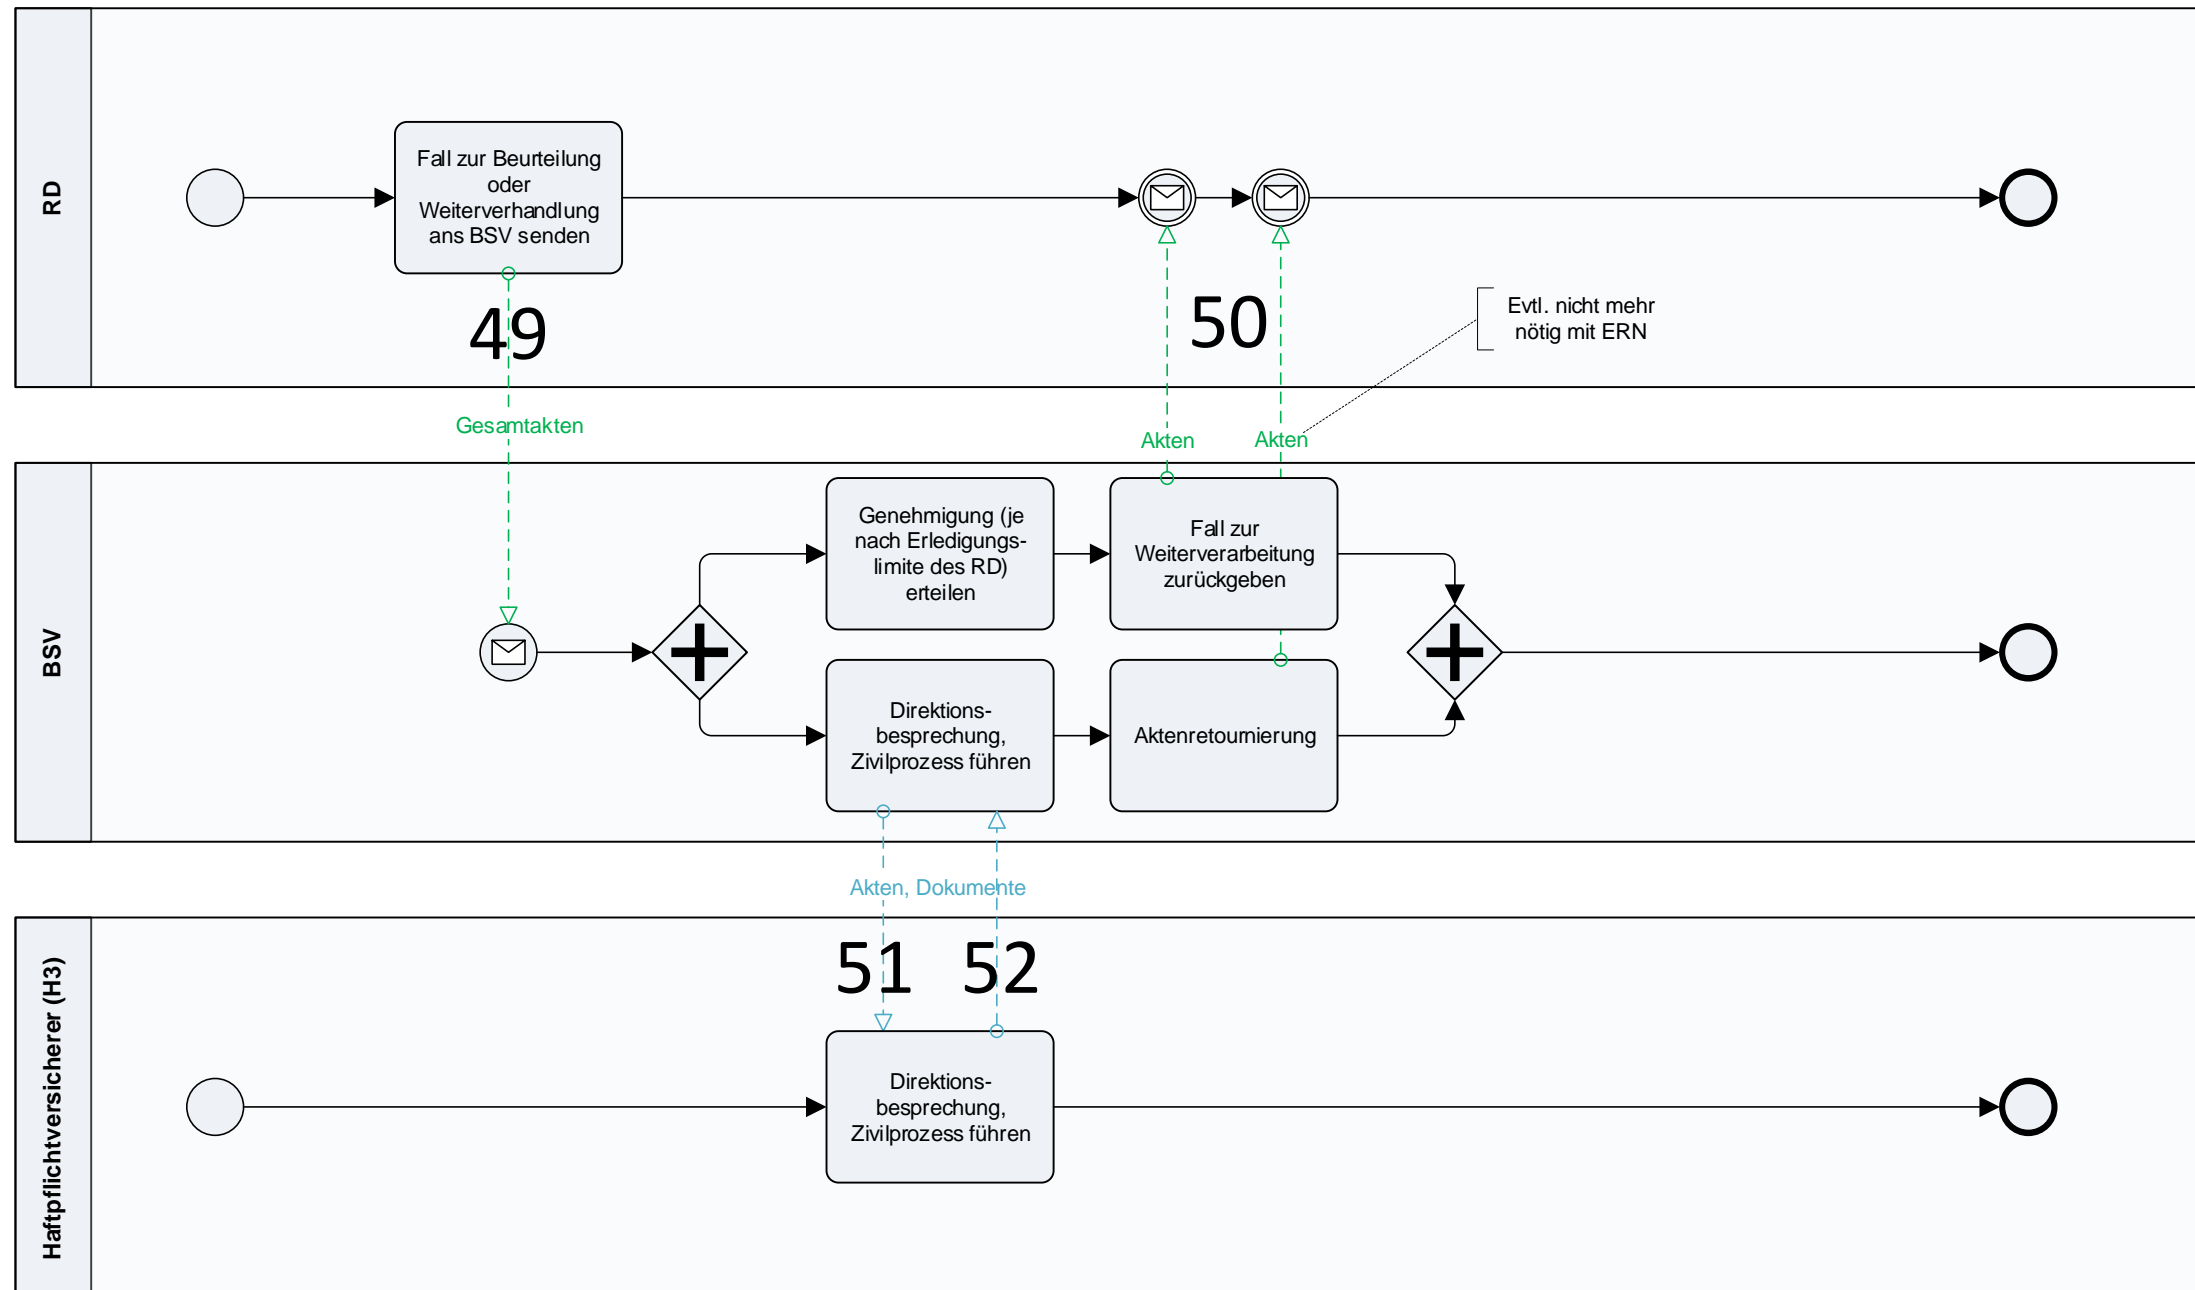 RD
Fall zur Beurteilung
oder
Weiterverhandlung
ans BSV senden
49
50
Evtl. nicht mehr
nötig mit ERN
Gesamtakten
Akten
Akten
BSV
Genehmigung (je
nach Erledigungs-
limite des RD)
erteilen
Fall zur
Weiterverarbeitung
zurückgeben
Direktions-
besprechung,
Zivilprozess führen
Aktenretournierung
Akten, Dokumente
Haftpflichtversicherer (H3)
51
52
Direktions-
besprechung,
Zivilprozess führen